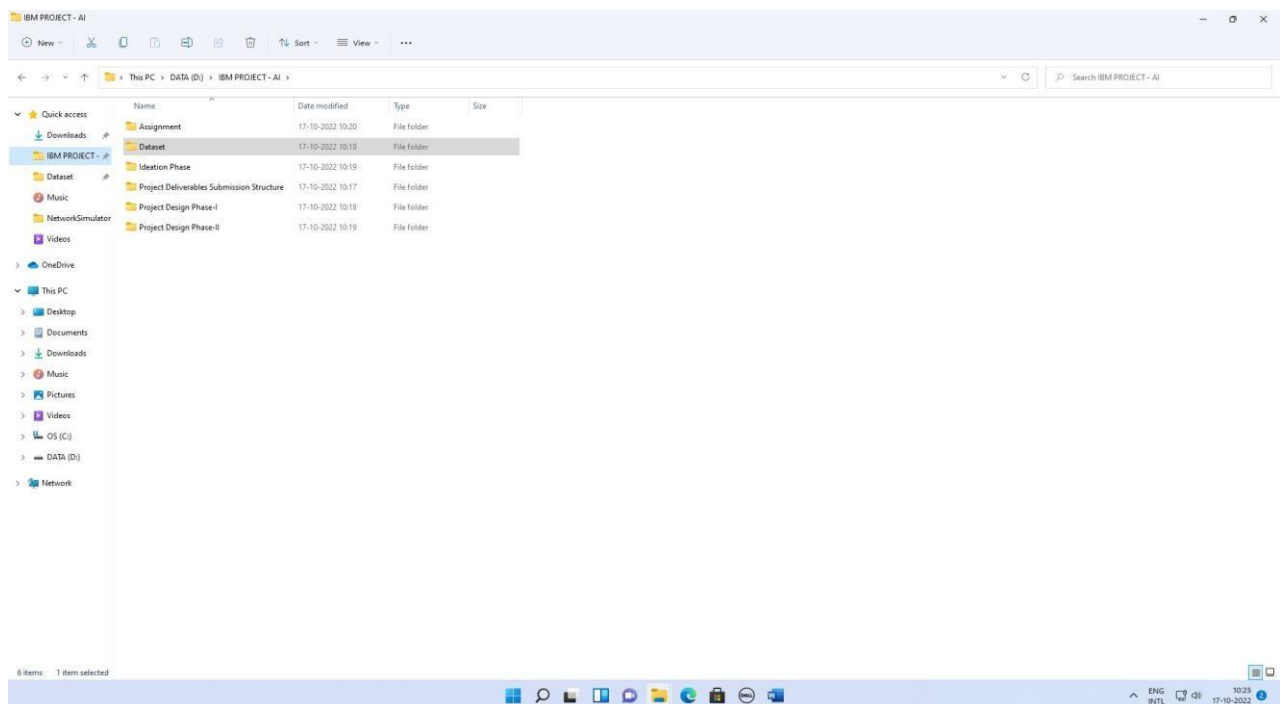 IBM PROJECT - AI
New
Sort
View
This PC > DATA (D:) > IBM PROJECT - AI >
Search IBM PROJECT - AI
Name Date modified Type Size
Quick access
Downloads
IBM PROJECT -
Dataset
Music
NetworkSimulator
Videos
OneDrive
This PC
Desktop
Documents
Downloads
Music
Pictures
Videos
OS (C:)
DATA (D:)
Network
Assignment 17-10-2022 10:20 File folder
Dataset 17-10-2022 10:18 File folder
Ideation Phase 17-10-2022 10:19 File folder
Project Deliverables Submission Structure 17-10-2022 10:17 File folder
Project Design Phase-I 17-10-2022 10:18 File folder
Project Design Phase-II 17-10-2022 10:19 File folder
6 items 1 item selected
DELL
W
ENG
INTL
10:25
17-10-2022
2